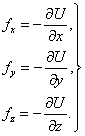 f_x = -∂U/∂x,
f_y = -∂U/∂y,
f_z = -∂U/∂z.